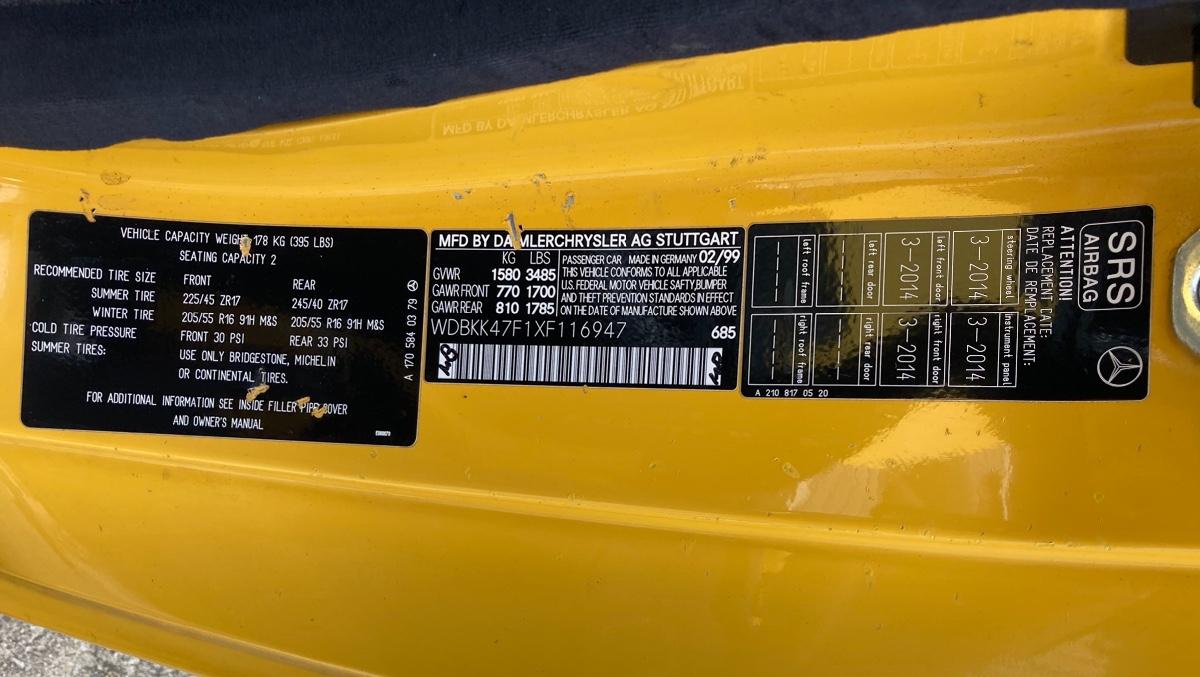 VEHICLE CAPACITY WEIGHT 178 KG (395 LBS)
SEATING CAPACITY 2
RECOMMENDED TIRE SIZE FRONT REAR
SUMMER TIRE 225/45 ZR17 245/40 ZR17
WINTER TIRE 205/55 R16 91H M&S 205/55 R16 91H M&S
COLD TIRE PRESSURE FRONT 30 PSI REAR 33 PSI
SUMMER TIRES: USE ONLY BRIDGESTONE, MICHELIN
OR CONTINENTAL TIRES.
FOR ADDITIONAL INFORMATION SEE INSIDE FILLER PIPE COVER
AND OWNER'S MANUAL
A 170 584 03 79
MFD BY DAIMLERCHRYSLER AG STUTTGART
KG LBS
GVWR 1580 3485
GAWR FRONT 770 1700
GAWR REAR 810 1785
PASSENGER CAR MADE IN GERMANY 02/99
THIS VEHICLE CONFORMS TO ALL APPLICABLE
U.S. FEDERAL MOTOR VEHICLE SAFTY,BUMPER
AND THEFT PREVENTION STANDARDS IN EFFECT
ON THE DATE OF MANUFACTURE SHOWN ABOVE
WDBKK47F1XF116947
685
SRS
AIRBAG
ATTENTION!
REPLACEMENT DATE:
DATE DE REMPLACEMENT:
steering wheel 3-2014
instrument panel 3-2014
left front door 3-2014
right front door 3-2014
left rear door
right rear door
left roof frame
right roof frame
A 210 817 05 20